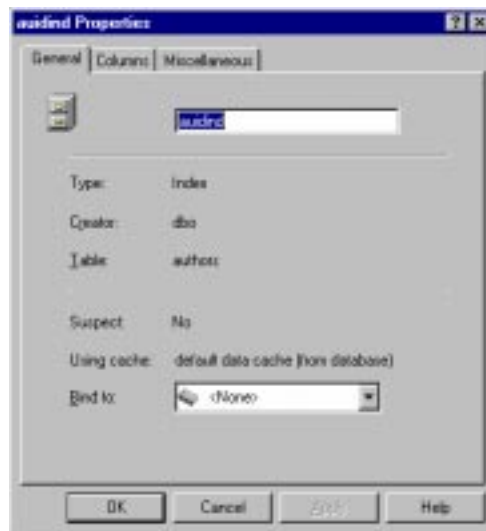 auidind Properties
General Columns Miscellaneous
auidind
Type: Index
Creator: dbo
Table: authors
Suspect: No
Using cache: default data cache (from database)
Bind to: <None>
OK Cancel Apply Help